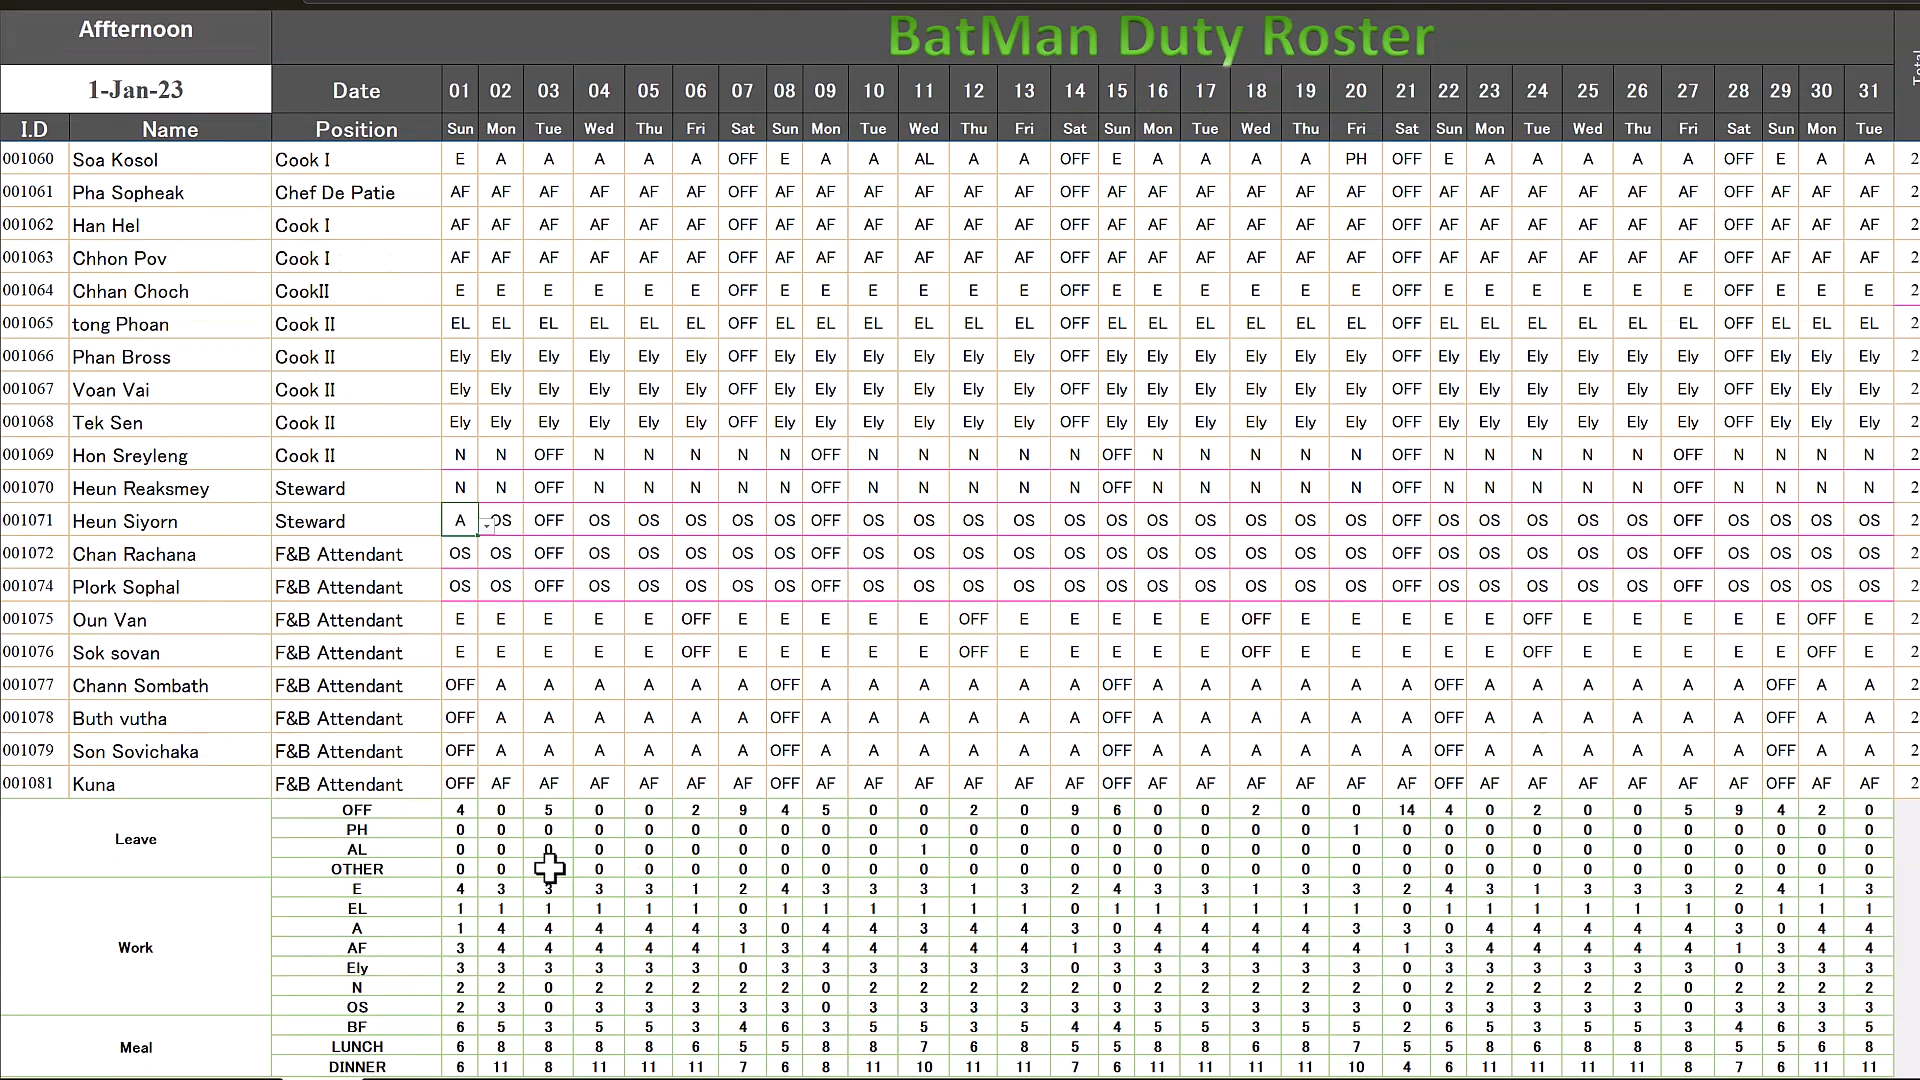 Affternoon BatMan Duty Roster Total
1-Jan-23 Date 01 02 03 04 05 06 07 08 09 10 11 12 13 14 15 16 17 18 19 20 21 22 23 24 25 26 27 28 29 30 31
I.D Name Position Sun Mon Tue Wed Thu Fri Sat Sun Mon Tue Wed Thu Fri Sat Sun Mon Tue Wed Thu Fri Sat Sun Mon Tue Wed Thu Fri Sat Sun Mon Tue
001060 Soa Kosol Cook I E A A A A A OFF E A A AL A A OFF E A A A A PH OFF E A A A A A OFF E A A 2
001061 Pha Sopheak Chef De Patie AF AF AF AF AF AF OFF AF AF AF AF AF AF OFF AF AF AF AF AF AF OFF AF AF AF AF AF AF OFF AF AF AF 2
001062 Han Hel Cook I AF AF AF AF AF AF OFF AF AF AF AF AF AF OFF AF AF AF AF AF AF OFF AF AF AF AF AF AF OFF AF AF AF 2
001063 Chhon Pov Cook I AF AF AF AF AF AF OFF AF AF AF AF AF AF OFF AF AF AF AF AF AF OFF AF AF AF AF AF AF OFF AF AF AF 2
001064 Chhan Choch CookII E E E E E E OFF E E E E E E OFF E E E E E E OFF E E E E E E OFF E E E 2
001065 tong Phoan Cook II EL EL EL EL EL EL OFF EL EL EL EL EL EL OFF EL EL EL EL EL EL OFF EL EL EL EL EL EL OFF EL EL EL 2
001066 Phan Bross Cook II Ely Ely Ely Ely Ely Ely OFF Ely Ely Ely Ely Ely Ely OFF Ely Ely Ely Ely Ely Ely OFF Ely Ely Ely Ely Ely Ely OFF Ely Ely Ely 2
001067 Voan Vai Cook II Ely Ely Ely Ely Ely Ely OFF Ely Ely Ely Ely Ely Ely OFF Ely Ely Ely Ely Ely Ely OFF Ely Ely Ely Ely Ely Ely OFF Ely Ely Ely 2
001068 Tek Sen Cook II Ely Ely Ely Ely Ely Ely OFF Ely Ely Ely Ely Ely Ely OFF Ely Ely Ely Ely Ely Ely OFF Ely Ely Ely Ely Ely Ely OFF Ely Ely Ely 2
001069 Hon Sreyleng Cook II N N OFF N N N N N OFF N N N N N OFF N N N N N OFF N N N N N OFF N N N N 2
001070 Heun Reaksmey Steward N N OFF N N N N N OFF N N N N N OFF N N N N N OFF N N N N N OFF N N N N 2
001071 Heun Siyorn Steward A OS OFF OS OS OS OS OS OFF OS OS OS OS OS OFF OS OS OS OS OS OFF OS OS OS OS OS OFF OS OS OS OS 2
001072 Chan Rachana F&B Attendant OS OS OFF OS OS OS OS OS OFF OS OS OS OS OS OFF OS OS OS OS OS OFF OS OS OS OS OS OFF OS OS OS OS 2
001074 Plork Sophal F&B Attendant OS OS OFF OS OS OS OS OS OFF OS OS OS OS OS OFF OS OS OS OS OS OFF OS OS OS OS OS OFF OS OS OS OS 2
001075 Oun Van F&B Attendant E E E E E OFF E E E E E OFF E E E E E OFF E E E E E OFF E E E E E OFF E 2
001076 Sok sovan F&B Attendant E E E E E OFF E E E E E OFF E E E E E OFF E E E E E OFF E E E E E OFF E 2
001077 Chann Sombath F&B Attendant OFF A A A A A A OFF A A A A A A OFF A A A A A A OFF A A A A A A OFF A A 2
001078 Buth vutha F&B Attendant OFF A A A A A A OFF A A A A A A OFF A A A A A A OFF A A A A A A OFF A A 2
001079 Son Sovichaka F&B Attendant OFF A A A A A A OFF A A A A A A OFF A A A A A A OFF A A A A A A OFF A A 2
001081 Kuna F&B Attendant OFF AF AF AF AF AF AF OFF AF AF AF AF AF AF OFF AF AF AF AF AF AF OFF AF AF AF AF AF AF OFF AF AF 2
Leave
OFF 4 0 5 0 0 2 9 4 5 0 0 2 0 9 6 0 0 2 0 0 14 4 0 2 0 0 5 9 4 2 0
PH 0 0 0 0 0 0 0 0 0 0 0 0 0 0 0 0 0 0 0 1 0 0 0 0 0 0 0 0 0 0 0
AL 0 0 0 0 0 0 0 0 0 0 1 0 0 0 0 0 0 0 0 0 0 0 0 0 0 0 0 0 0 0 0
OTHER 0 0 0 0 0 0 0 0 0 0 0 0 0 0 0 0 0 0 0 0 0 0 0 0 0 0 0 0 0 0
Work
E 4 3 3 3 3 1 2 4 3 3 3 1 3 2 4 3 3 1 3 3 2 4 3 1 3 3 3 2 4 1 3
EL 1 1 1 1 1 1 0 1 1 1 1 1 1 0 1 1 1 1 1 1 0 1 1 1 1 1 1 0 1 1 1
A 1 4 4 4 4 4 3 0 4 4 3 4 4 3 0 4 4 4 4 3 3 0 4 4 4 4 4 3 0 4 4
AF 3 4 4 4 4 4 1 3 4 4 4 4 4 1 3 4 4 4 4 4 1 3 4 4 4 4 4 1 3 4 4
Ely 3 3 3 3 3 3 0 3 3 3 3 3 3 0 3 3 3 3 3 3 0 3 3 3 3 3 3 0 3 3 3
N 2 2 0 2 2 2 2 2 0 2 2 2 2 2 0 2 2 2 2 2 0 2 2 2 2 2 0 2 2 2 2
OS 2 3 0 3 3 3 3 3 0 3 3 3 3 3 0 3 3 3 3 3 0 3 3 3 3 3 0 3 3 3 3
Meal
BF 6 5 3 5 5 3 4 6 3 5 5 3 5 4 4 5 5 3 5 5 2 6 5 3 5 5 3 4 6 3 5
LUNCH 6 8 8 8 8 6 5 5 8 8 7 6 8 5 5 8 8 6 8 7 5 5 8 6 8 8 8 5 5 6 8
DINNER 6 11 8 11 11 11 7 6 8 11 10 11 11 7 6 11 11 11 11 10 4 6 11 11 11 11 8 7 6 11 11